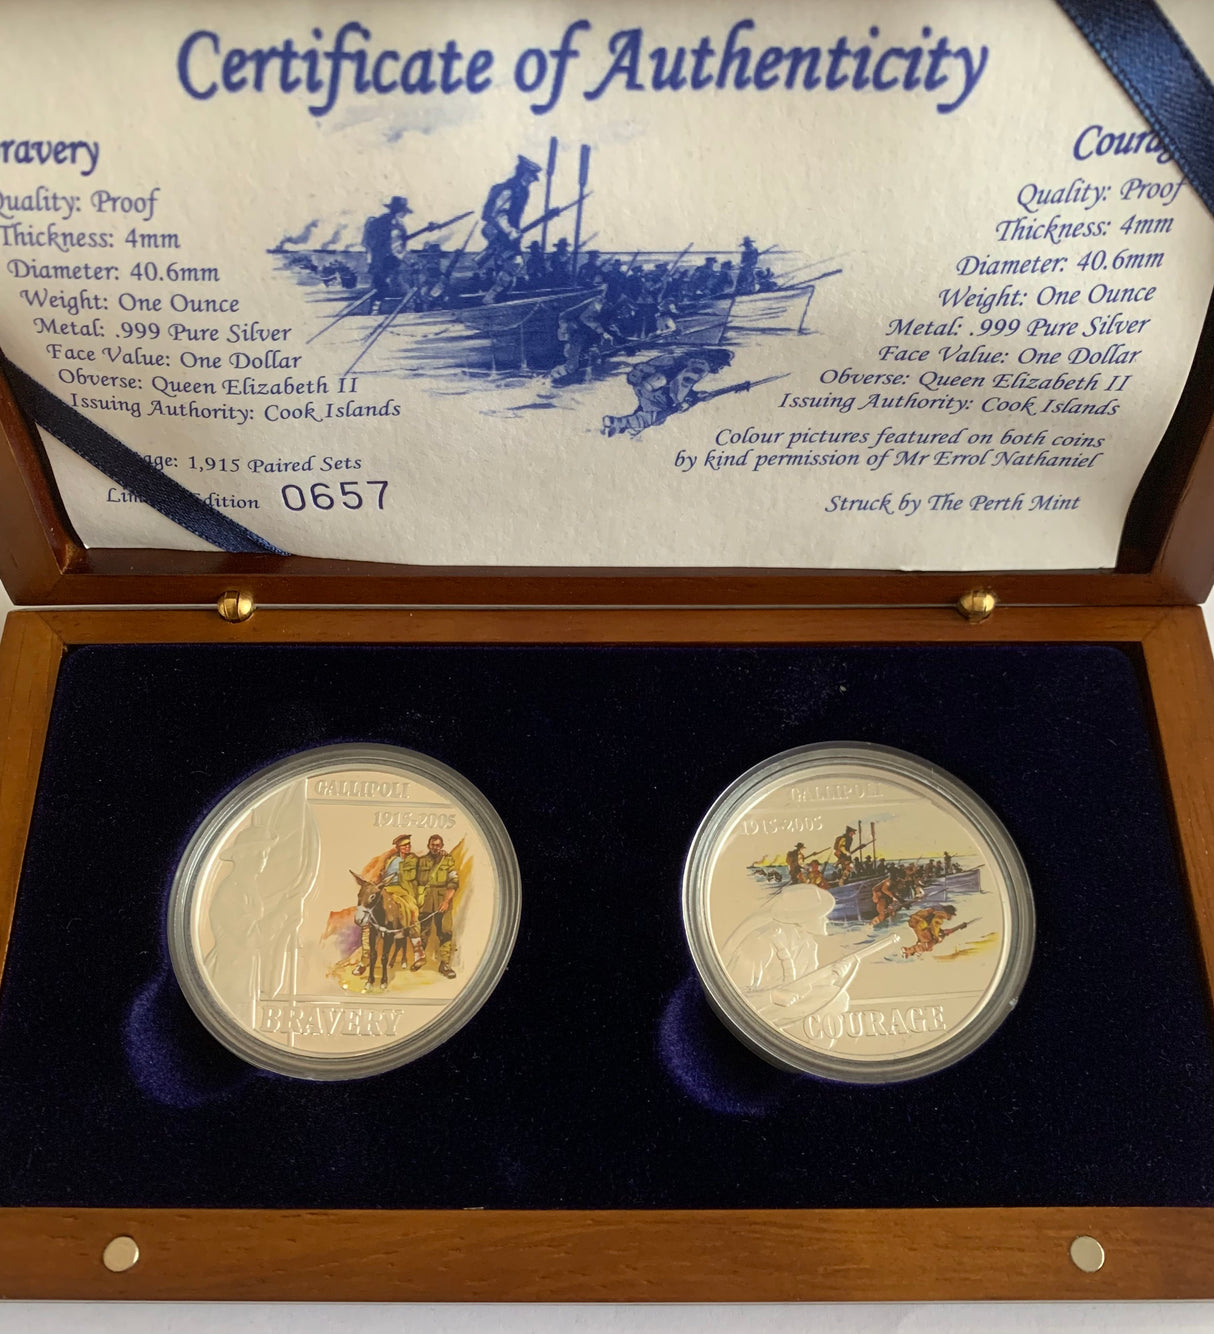 Certificate of Authenticity
ravery
Quality: Proof
Thickness: 4mm
Diameter: 40.6mm
Weight: One Ounce
Metal: .999 Pure Silver
Face Value: One Dollar
Obverse: Queen Elizabeth II
Issuing Authority: Cook Islands
age: 1,915 Paired Sets
Edition 0657
Courag
Quality: Proof
Thickness: 4mm
Diameter: 40.6mm
Weight: One Ounce
Metal: .999 Pure Silver
Face Value: One Dollar
Obverse: Queen Elizabeth II
Issuing Authority: Cook Islands
Colour pictures featured on both coins
by kind permission of Mr Errol Nathaniel
Struck by The Perth Mint
GALLIPOLI
1915-2005
BRAVERY
GALLIPOLI
1915-2005
COURAGE